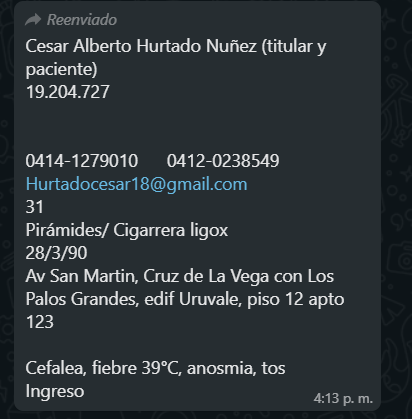 Reenviado
Cesar Alberto Hurtado Nuñez (titular y
paciente)
19.204.727
0414-1279010 0412-0238549
Hurtadocesar18@gmail.com
31
Pirámides/ Cigarrera ligox
28/3/90
Av San Martin, Cruz de La Vega con Los
Palos Grandes, edif Uruvale, piso 12 apto
123
Cefalea, fiebre 39°C, anosmia, tos
Ingreso
4:13 p. m.